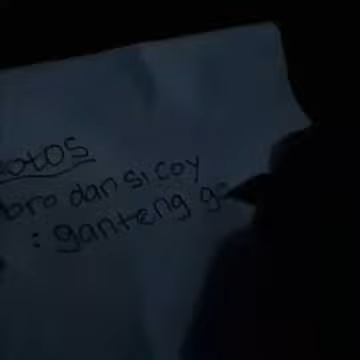 otos
bro dan si coy
: ganteng